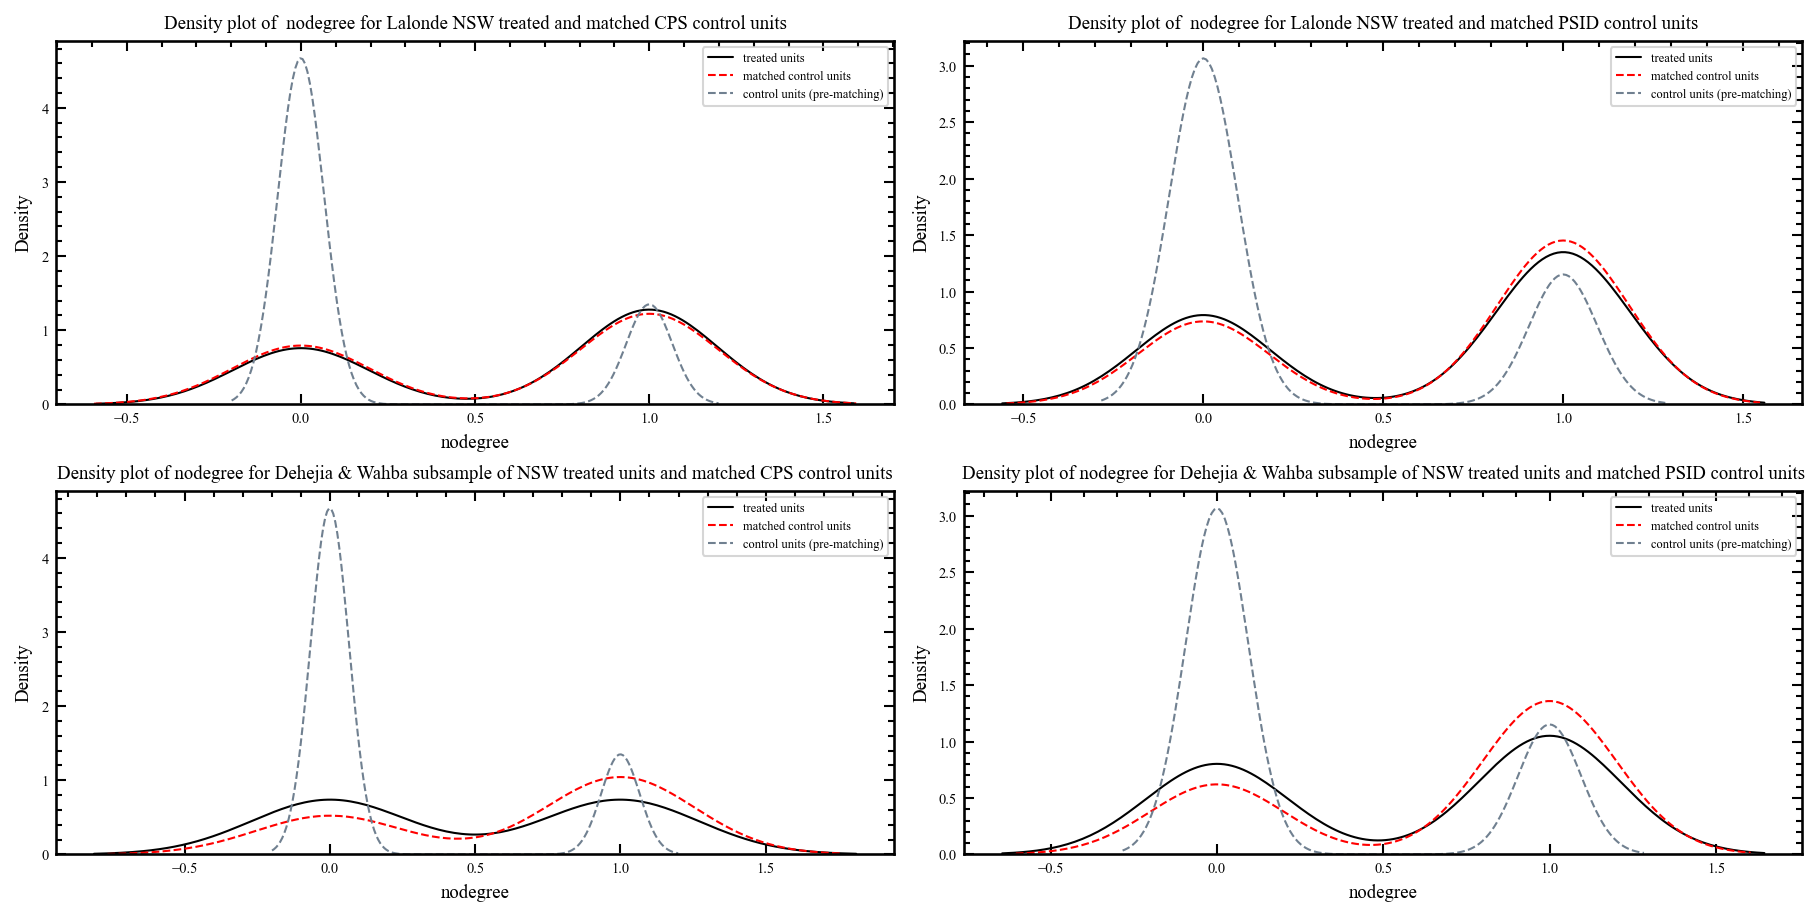 Density plot of  nodegree for Lalonde NSW treated and matched CPS control units
treated units
matched control units
control units (pre-matching)
Density
4
3
2
1
0
−0.5 0.0 0.5 1.0 1.5
nodegree
Density plot of  nodegree for Lalonde NSW treated and matched PSID control units
treated units
matched control units
control units (pre-matching)
Density
3.0
2.5
2.0
1.5
1.0
0.5
0.0
−0.5 0.0 0.5 1.0 1.5
nodegree
Density plot of nodegree for Dehejia & Wahba subsample of NSW treated units and matched CPS control units
treated units
matched control units
control units (pre-matching)
Density
4
3
2
1
0
−0.5 0.0 0.5 1.0 1.5
nodegree
Density plot of nodegree for Dehejia & Wahba subsample of NSW treated units and matched PSID control units
treated units
matched control units
control units (pre-matching)
Density
3.0
2.5
2.0
1.5
1.0
0.5
0.0
−0.5 0.0 0.5 1.0 1.5
nodegree